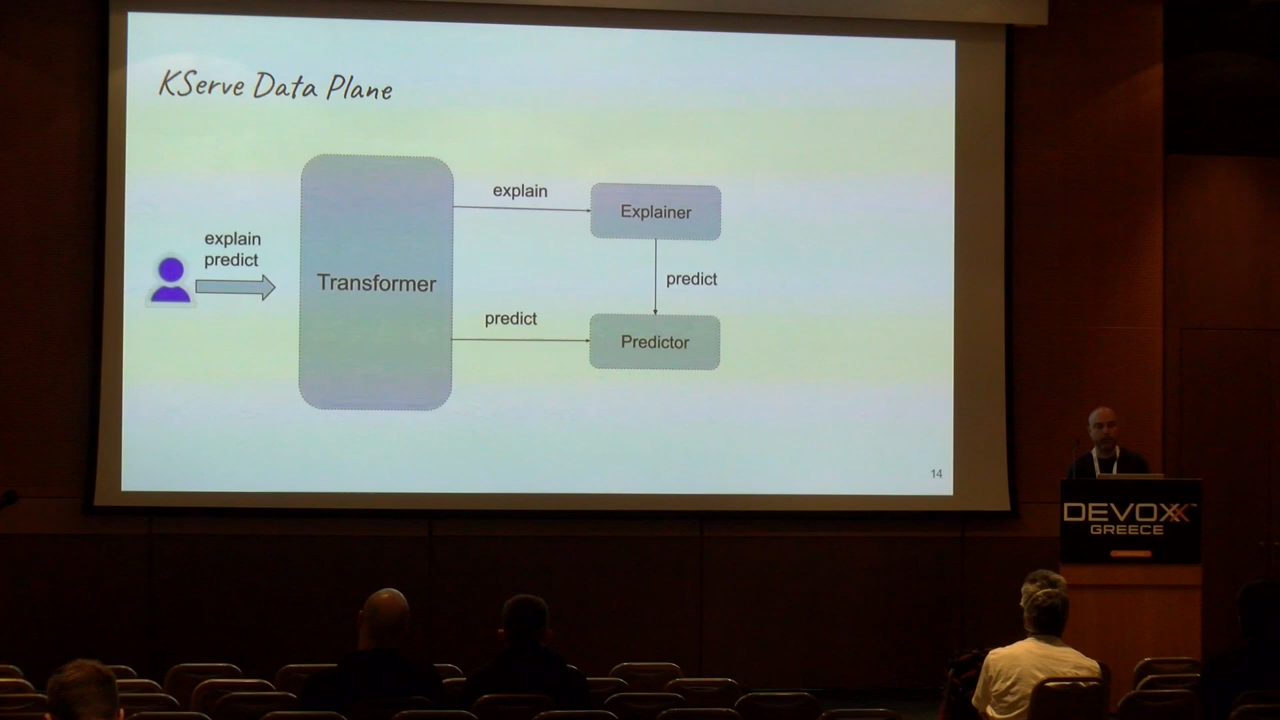 KServe Data Plane
explain
predict
Transformer
explain
Explainer
predict
predict
Predictor
14
DEVOXX
GREECE